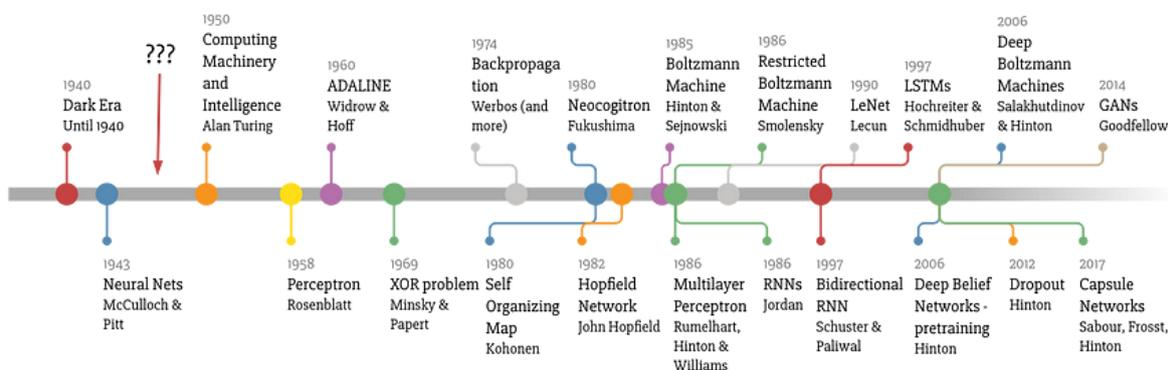 ???
1940
Dark Era
Until 1940
1950
Computing
Machinery
and
Intelligence
Alan Turing
1960
ADALINE
Widrow &
Hoff
1974
Backpropaga
tion
Werbos (and
more)
1980
Neocogitron
Fukushima
1985
Boltzmann
Machine
Hinton &
Sejnowski
1986
Restricted
Boltzmann
Machine
Smolensky
1990
LeNet
Lecun
1997
LSTMs
Hochreiter &
Schmidhuber
2006
Deep
Boltzmann
Machines
Salakhutdinov
& Hinton
2014
GANs
Goodfellow
1943
Neural Nets
McCulloch &
Pitt
1958
Perceptron
Rosenblatt
1969
XOR problem
Minsky &
Papert
1980
Self
Organizing
Map
Kohonen
1982
Hopfield
Network
John Hopfield
1986
Multilayer
Perceptron
Rumelhart,
Hinton &
Williams
1986
RNNs
Jordan
1997
Bidirectional
RNN
Schuster &
Paliwal
2006
Deep Belief
Networks -
pretraining
Hinton
2012
Dropout
Hinton
2017
Capsule
Networks
Sabour, Frosst,
Hinton